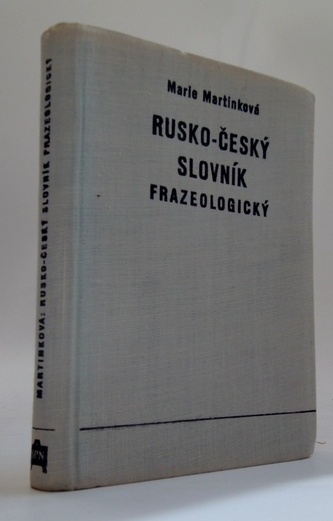 Marie Martinková
RUSKO-ČESKÝ
SLOVNÍK
FRAZEOLOGICKÝ
MARTINKOVÁ: RUSKO-ČESKÝ SLOVNÍK FRAZEOLOGICKÝ
SPN